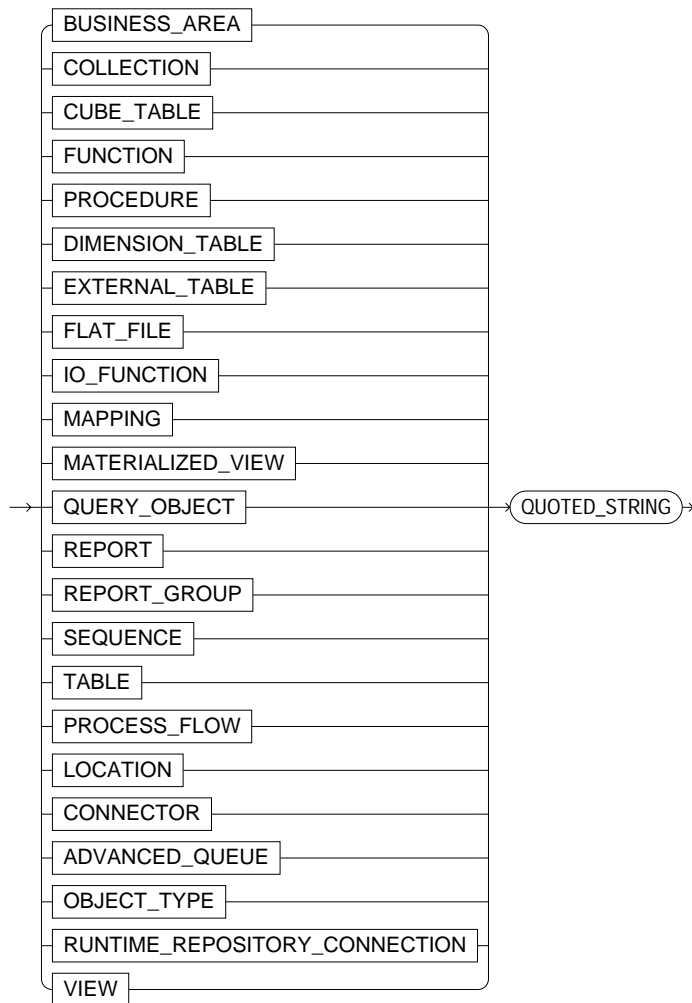 BUSINESS_AREA
COLLECTION
CUBE_TABLE
FUNCTION
PROCEDURE
DIMENSION_TABLE
EXTERNAL_TABLE
FLAT_FILE
IO_FUNCTION
MAPPING
MATERIALIZED_VIEW
QUERY_OBJECT QUOTED_STRING
REPORT
REPORT_GROUP
SEQUENCE
TABLE
PROCESS_FLOW
LOCATION
CONNECTOR
ADVANCED_QUEUE
OBJECT_TYPE
RUNTIME_REPOSITORY_CONNECTION
VIEW